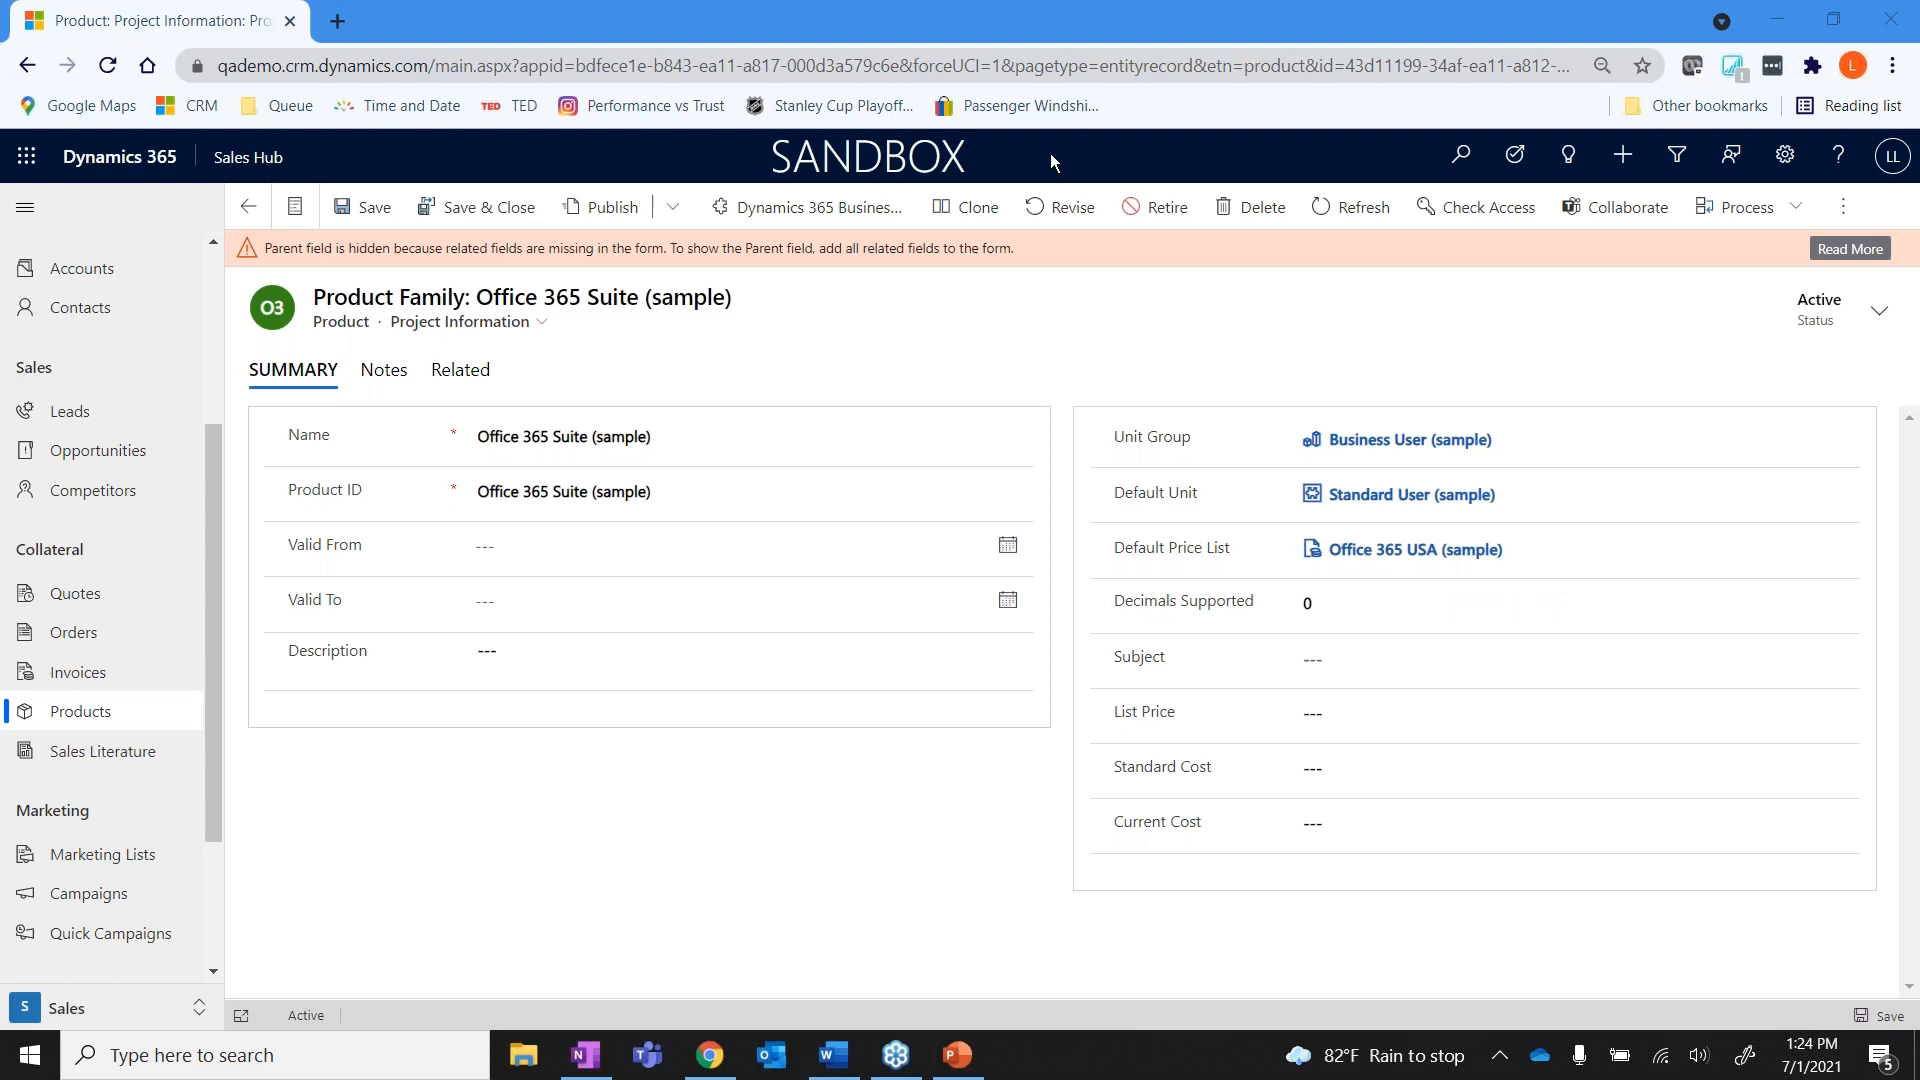 Product: Project Information: Pro
qademo.crm.dynamics.com/main.aspx?appid=bdfece1e-b843-ea11-a817-000d3a579c6e&forceUCI=1&pagetype=entityrecord&etn=product&id=43d11199-34af-ea11-a812-...
L
Google Maps
CRM
Queue
Time and Date
TED TED
Performance vs Trust
Stanley Cup Playoff...
Passenger Windshi...
Other bookmarks
Reading list
Dynamics 365
Sales Hub
SANDBOX
LL
Save
Save & Close
Publish
Dynamics 365 Busines...
Clone
Revise
Retire
Delete
Refresh
Check Access
Collaborate
Process
Parent field is hidden because related fields are missing in the form. To show the Parent field, add all related fields to the form.
Read More
Accounts
Contacts
Sales
Leads
Opportunities
Competitors
Collateral
Quotes
Orders
Invoices
Products
Sales Literature
Marketing
Marketing Lists
Campaigns
Quick Campaigns
S Sales
O3
Product Family: Office 365 Suite (sample)
Product · Project Information
Active
Status
SUMMARY Notes Related
Name * Office 365 Suite (sample)
Product ID * Office 365 Suite (sample)
Valid From ---
Valid To ---
Description ---
Unit Group Business User (sample)
Default Unit Standard User (sample)
Default Price List Office 365 USA (sample)
Decimals Supported 0
Subject ---
List Price ---
Standard Cost ---
Current Cost ---
Active
Save
Type here to search
82°F Rain to stop
1:24 PM
7/1/2021
5